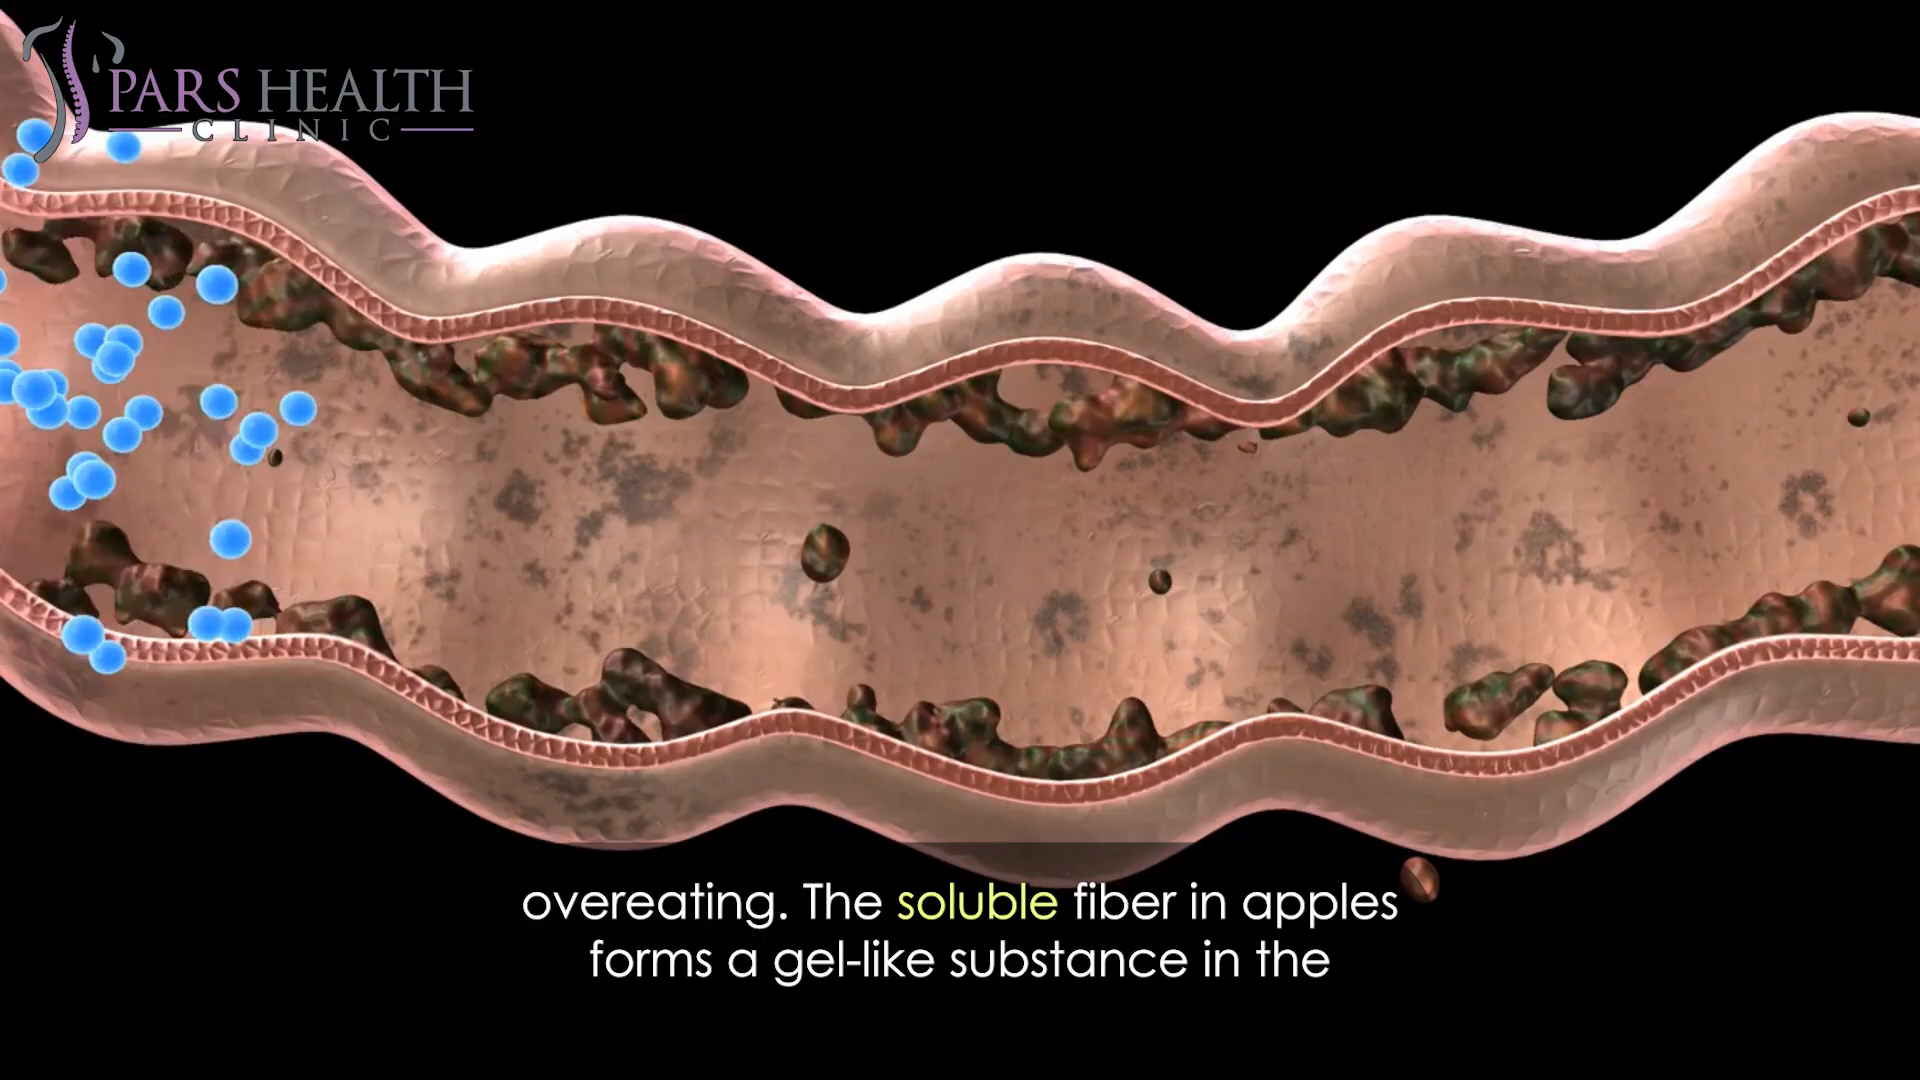 PARS HEALTH
CLINIC
overeating. The soluble fiber in apples
forms a gel-like substance in the